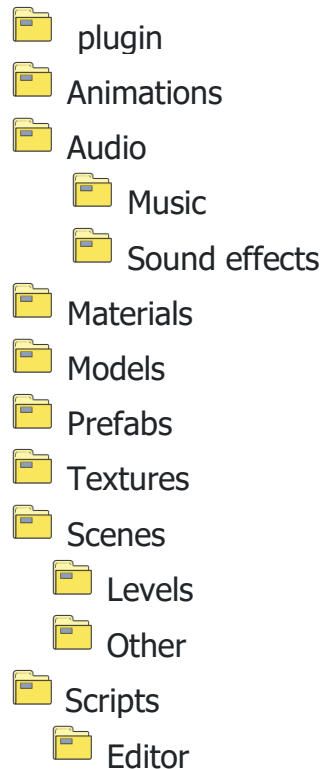 plugin
Animations
Audio
Music
Sound effects
Materials
Models
Prefabs
Textures
Scenes
Levels
Other
Scripts
Editor